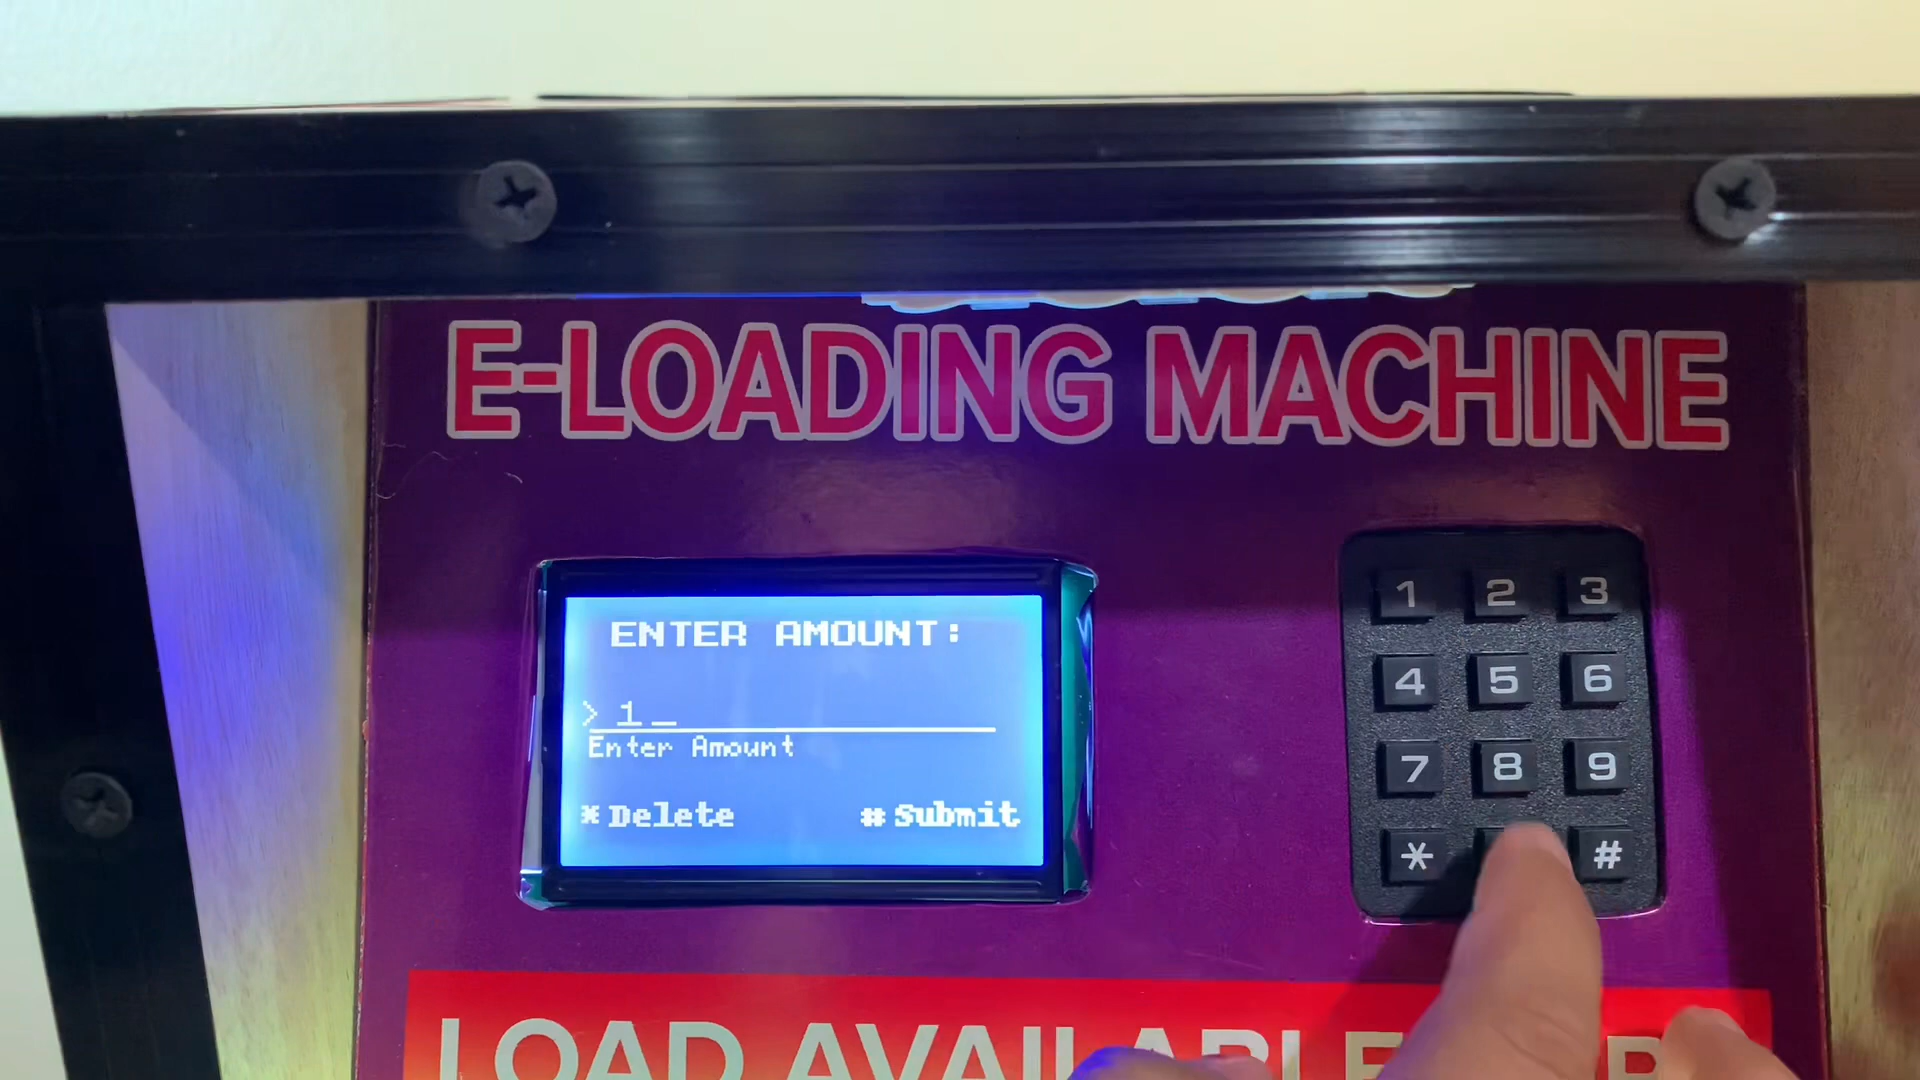 E-LOADING MACHINE
ENTER AMOUNT:
> 1_
Enter Amount
* Delete # Submit
1 2 3
4 5 6
7 8 9
* #
LOAD AVAILABLE